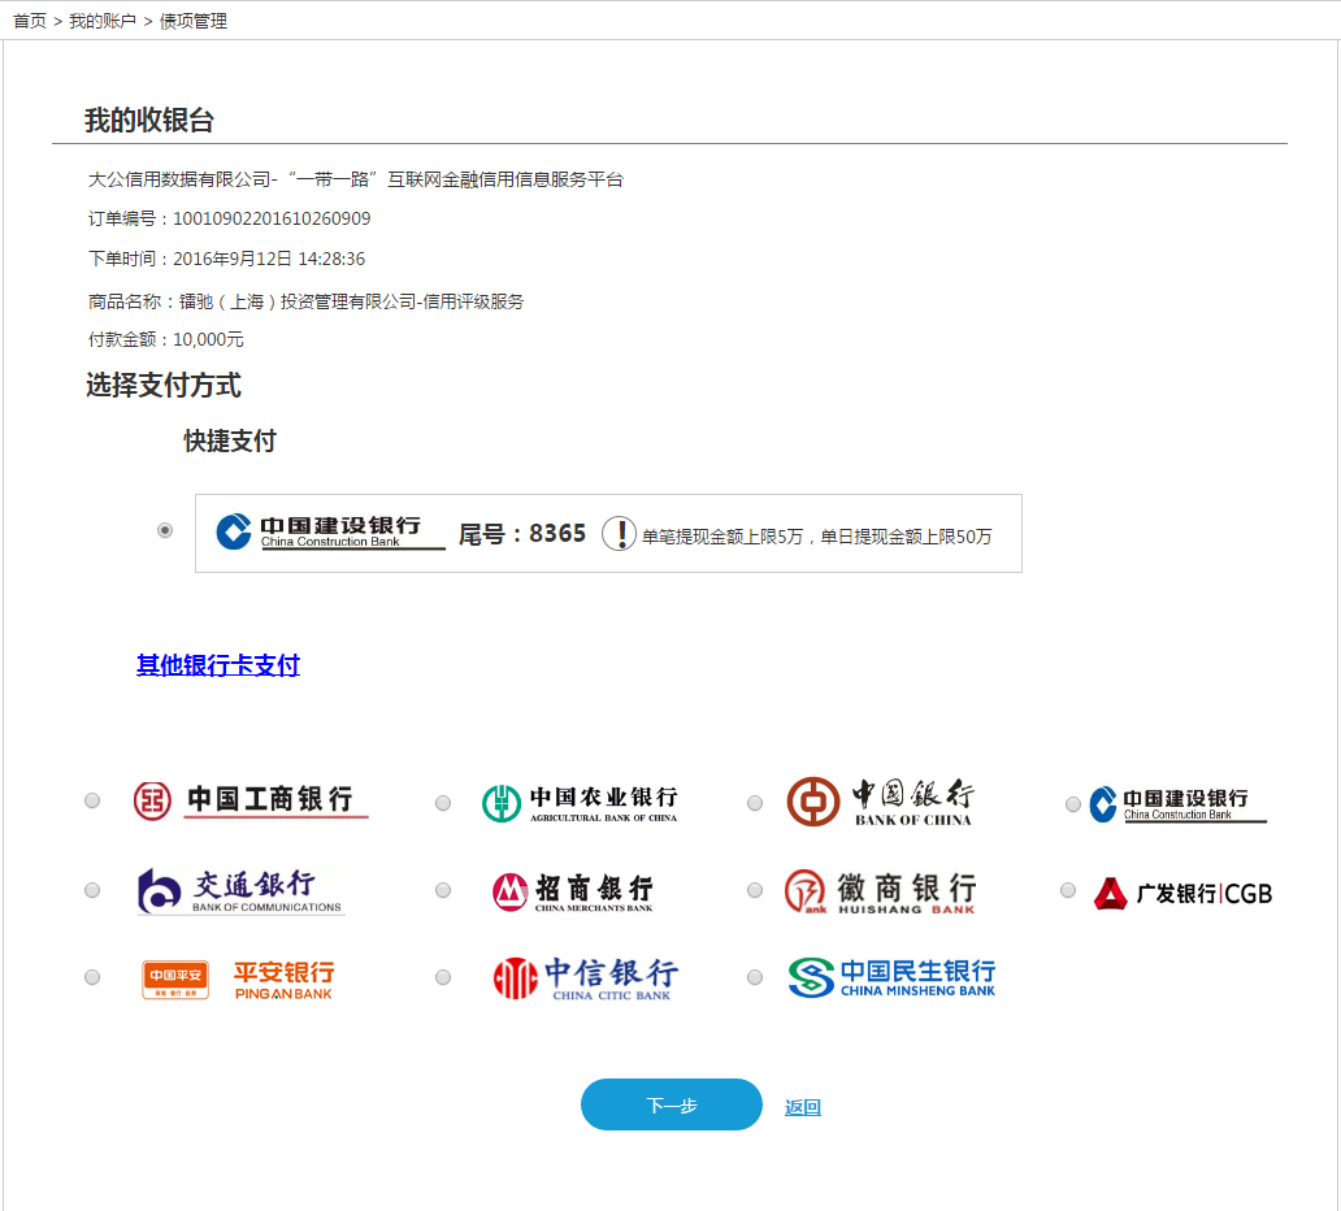 首页 > 我的账户 > 债项管理
我的收银台
大公信用数据有限公司-“一带一路”互联网金融信用信息服务平台
订单编号：10010902201610260909
下单时间：2016年9月12日 14:28:36
商品名称：镭驰（上海）投资管理有限公司-信用评级服务
付款金额：10,000元
选择支付方式
快捷支付
中国建设银行
China Construction Bank
尾号：8365 ! 单笔提现金额上限5万，单日提现金额上限50万
其他银行卡支付
中国工商银行
中国农业银行
AGRICULTURAL BANK OF CHINA
中國銀行
BANK OF CHINA
中国建设银行
China Construction Bank
交通銀行
BANK OF COMMUNICATIONS
招商银行
CHINA MERCHANTS BANK
ank
徽商银行
HUISHANG BANK
广发银行|CGB
中国平安
平安银行
PING AN BANK
中信银行
CHINA CITIC BANK
中国民生银行
CHINA MINSHENG BANK
下一步
返回